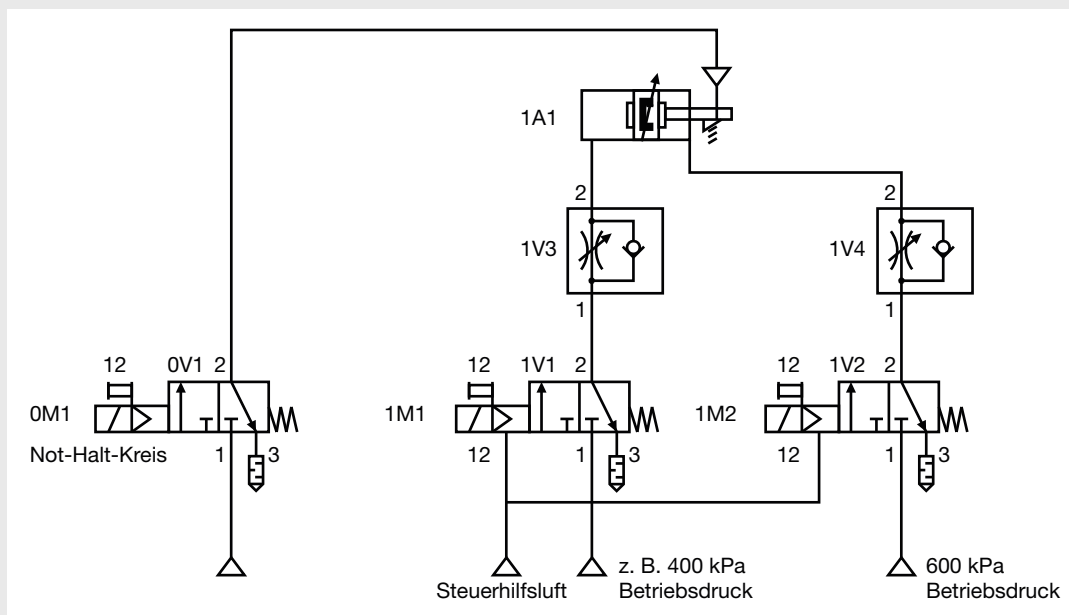 1A1
2
2
1V3
1V4
1
1
12
0V1
2
12
1V1
2
12
1V2
2
0M1
1M1
1M2
Not-Halt-Kreis
1
3
12
1
3
12
1
3
Steuerhilfsluft
z. B. 400 kPa
Betriebsdruck
600 kPa
Betriebsdruck